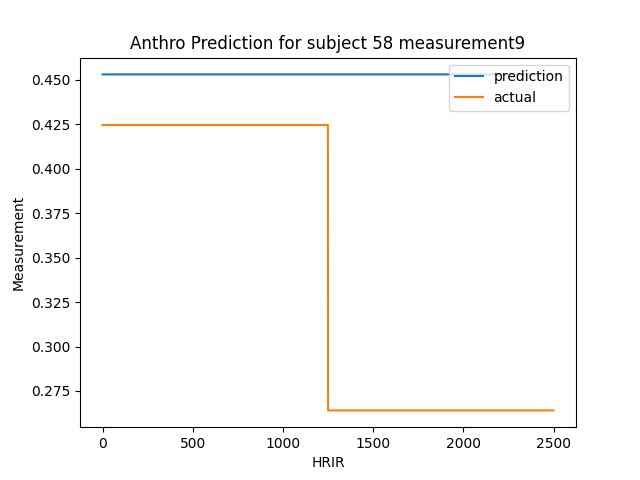 Anthro Prediction for subject 58 measurement9
prediction
actual
0.450
0.425
0.400
0.375
0.350
0.325
0.300
0.275
Measurement
0
500
1000
1500
2000
2500
HRIR